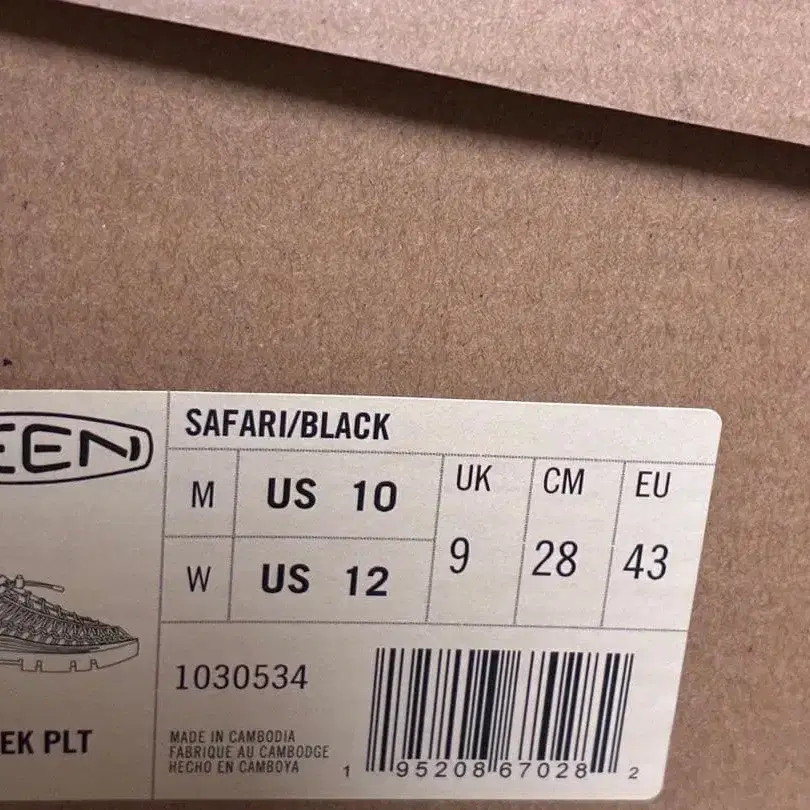 EEN
SAFARI/BLACK
M US 10
W US 12
UK CM EU
9 28 43
EK PLT
1030534
MADE IN CAMBODIA
FABRIQUE AU CAMBODGE
HECHO EN CAMBOYA
1 95208 67028 2